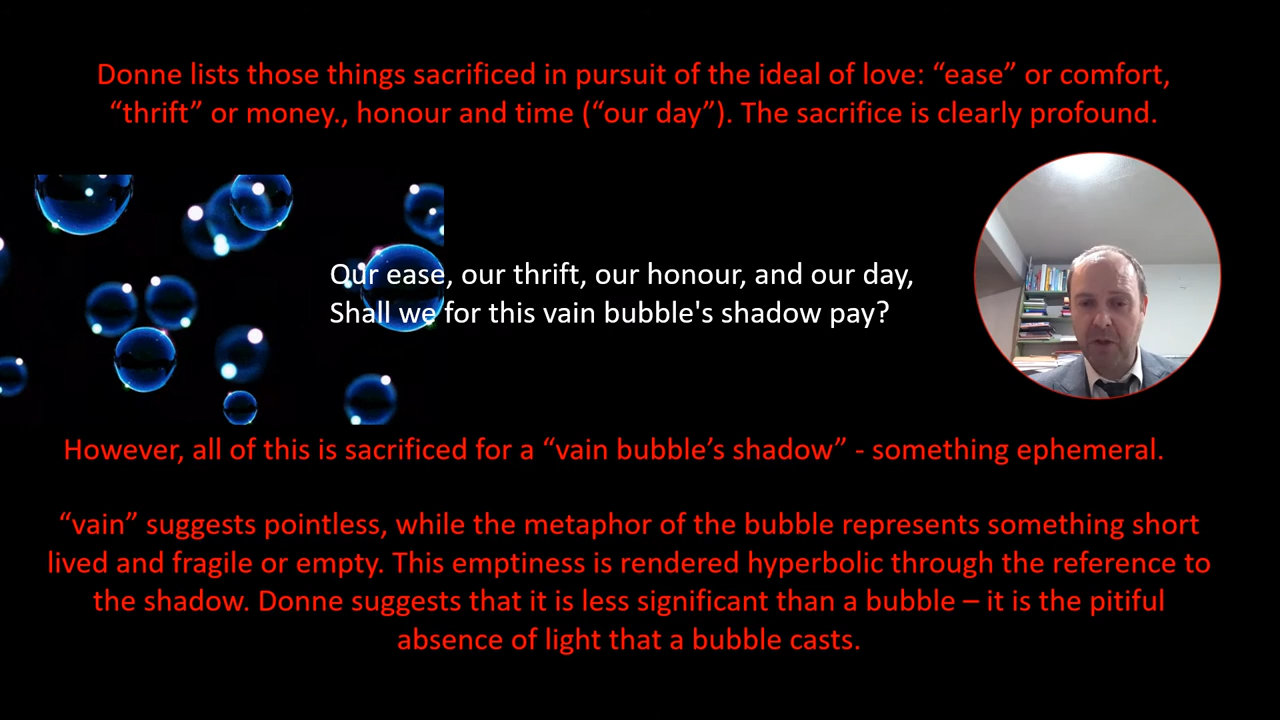 Donne lists those things sacrificed in pursuit of the ideal of love: “ease” or comfort,
“thrift” or money., honour and time (“our day”). The sacrifice is clearly profound.
Our ease, our thrift, our honour, and our day,
Shall we for this vain bubble's shadow pay?
However, all of this is sacrificed for a “vain bubble’s shadow” - something ephemeral.
“vain” suggests pointless, while the metaphor of the bubble represents something short
lived and fragile or empty. This emptiness is rendered hyperbolic through the reference to
the shadow. Donne suggests that it is less significant than a bubble – it is the pitiful
absence of light that a bubble casts.